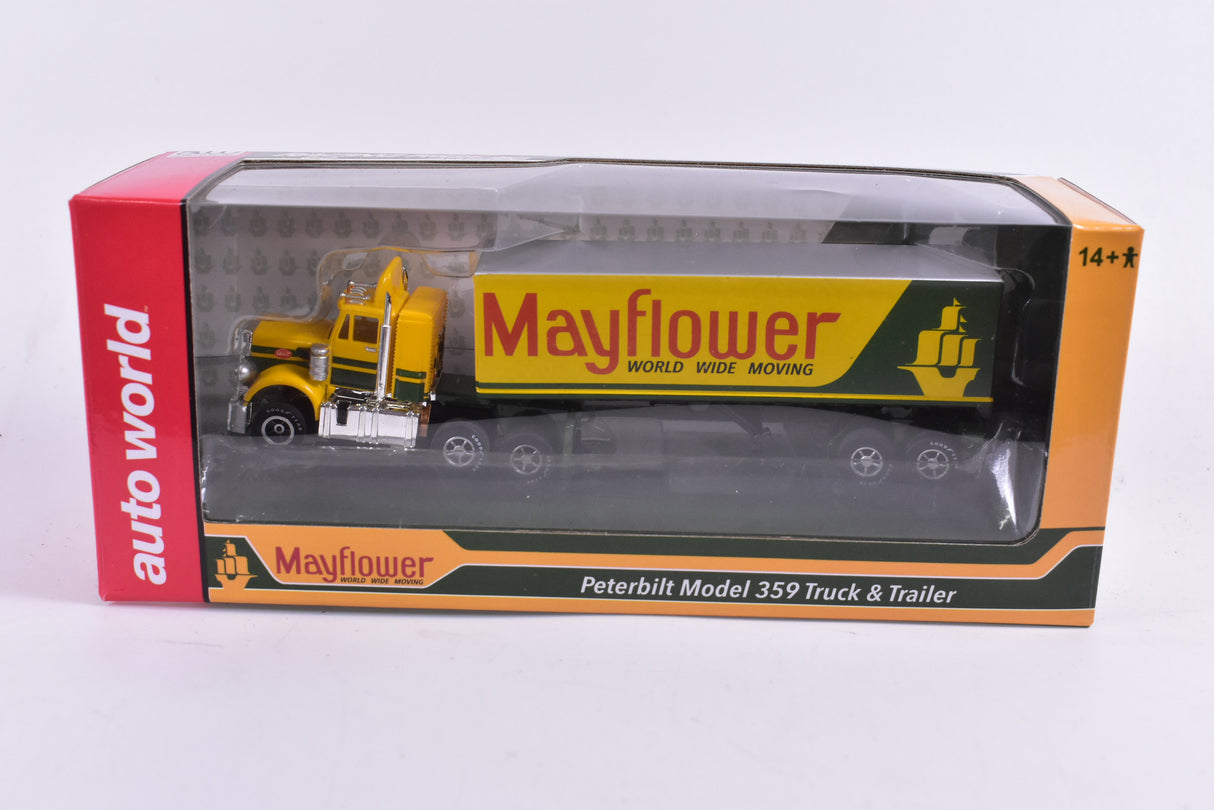 auto world
14+
Mayflower
WORLD WIDE MOVING
Mayflower
WORLD WIDE MOVING
Peterbilt Model 359 Truck & Trailer